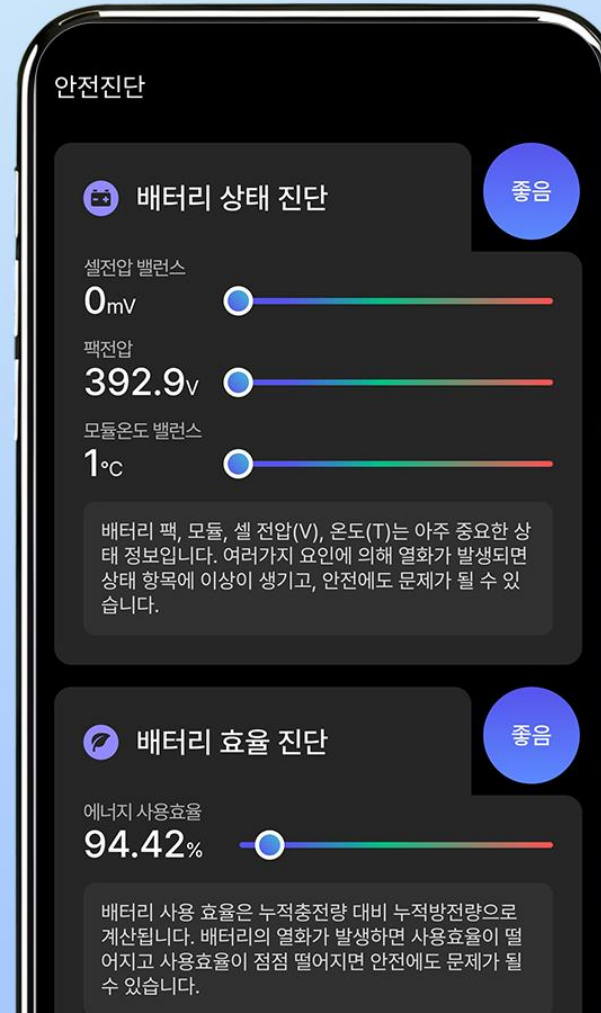 안전진단
배터리 상태 진단
좋음
셀전압 밸런스
0mV
팩전압
392.9V
모듈온도 밸런스
1°C
배터리 팩, 모듈, 셀 전압(V), 온도(T)는 아주 중요한 상
태 정보입니다. 여러가지 요인에 의해 열화가 발생되면
상태 항목에 이상이 생기고, 안전에도 문제가 될 수 있
습니다.
배터리 효율 진단
좋음
에너지 사용효율
94.42%
배터리 사용 효율은 누적충전량 대비 누적방전량으로
계산됩니다. 배터리의 열화가 발생하면 사용효율이 떨
어지고 사용효율이 점점 떨어지면 안전에도 문제가 될
수 있습니다.